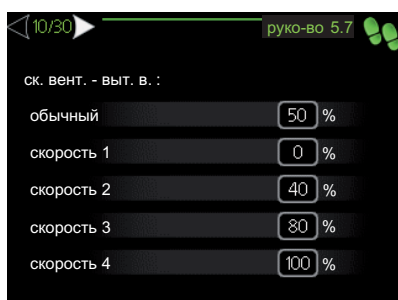 10/30 руко-во 5.7
ск. вент. - выт. в. :
обычный 50 %
скорость 1 0 %
скорость 2 40 %
скорость 3 80 %
скорость 4 100 %